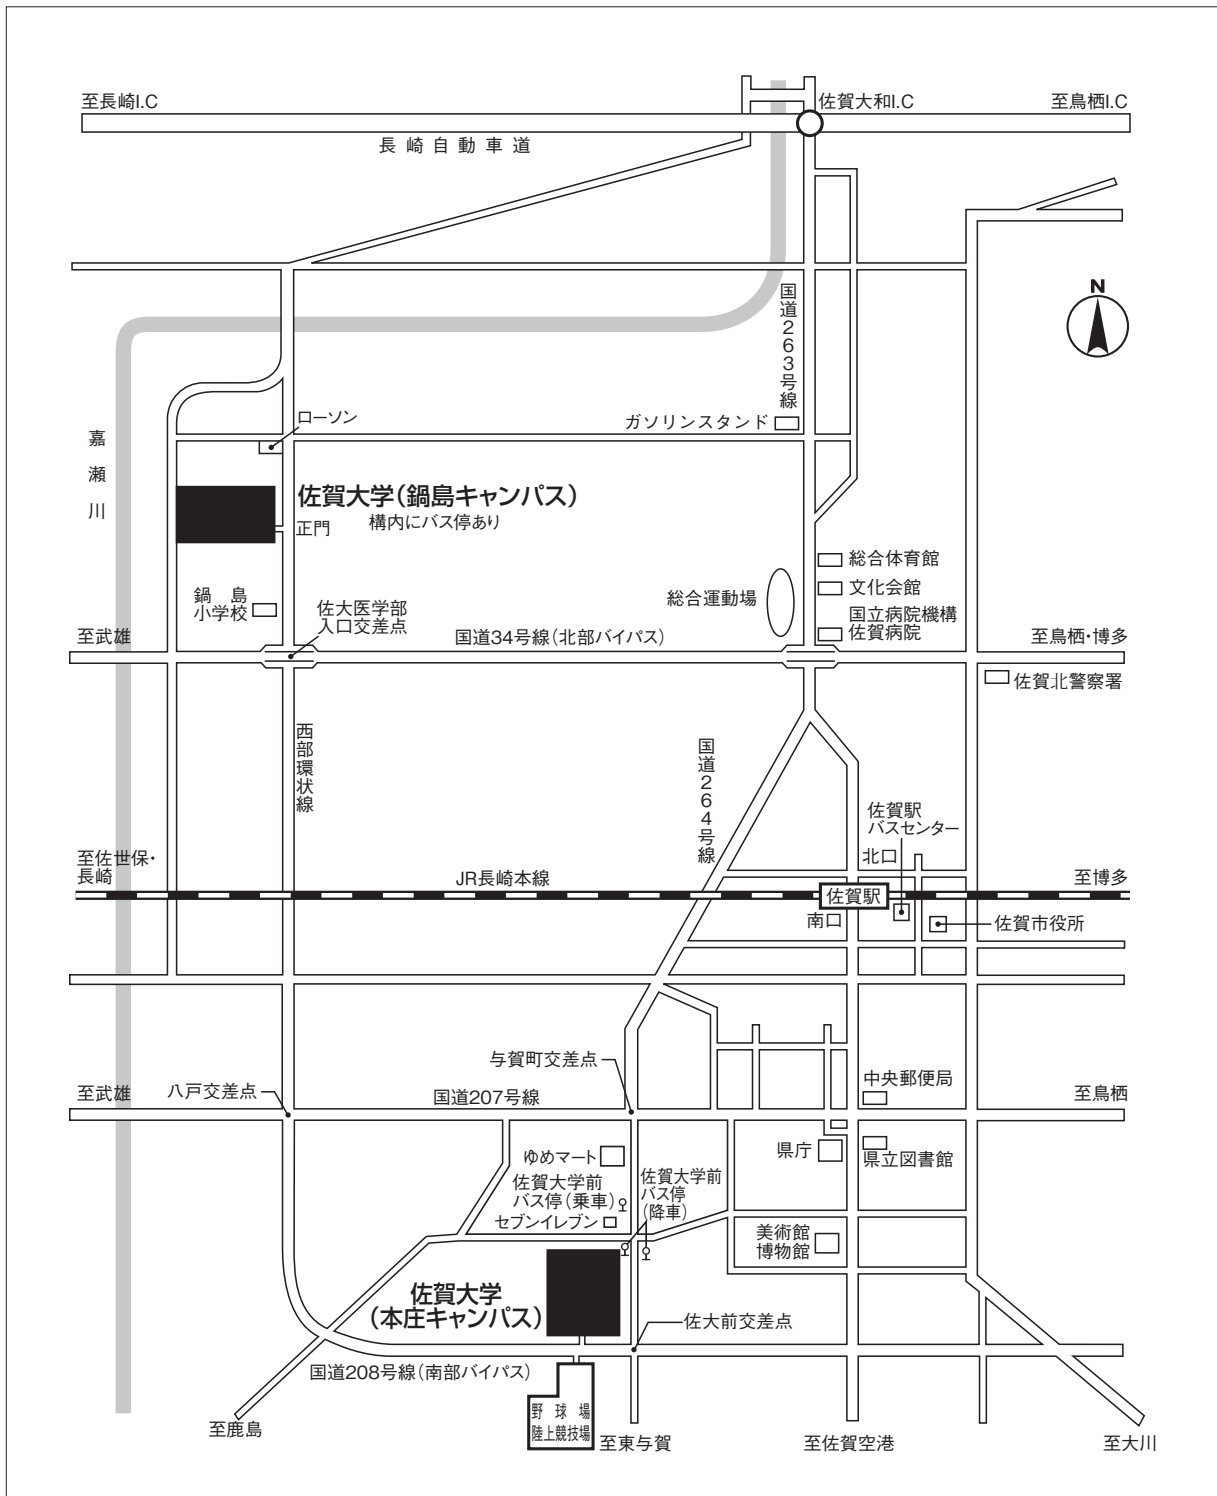 至長崎I.C
佐賀大和I.C
至鳥栖I.C
長崎自動車道
N
国道263号線
ローソン
ガソリンスタンド
嘉瀬川
佐賀大学(鍋島キャンパス)
正門
構内にバス停あり
総合体育館
文化会館
総合運動場
鍋島
小学校
佐大医学部
入口交差点
国立病院機構
佐賀病院
至武雄
国道34号線(北部バイパス)
至鳥栖・博多
佐賀北警察署
西部環状線
国道264号線
佐賀駅
バスセンター
北口
至佐世保・
長崎
JR長崎本線
佐賀駅
至博多
南口
佐賀市役所
与賀町交差点
至武雄
八戸交差点
国道207号線
中央郵便局
至鳥栖
ゆめマート
県庁
県立図書館
佐賀大学前
バス停(乗車)
佐賀大学前
バス停
(降車)
セブンイレブン
美術館
博物館
佐賀大学
(本庄キャンパス)
佐大前交差点
国道208号線(南部バイパス)
野球場
陸上競技場
至鹿島
至東与賀
至佐賀空港
至大川